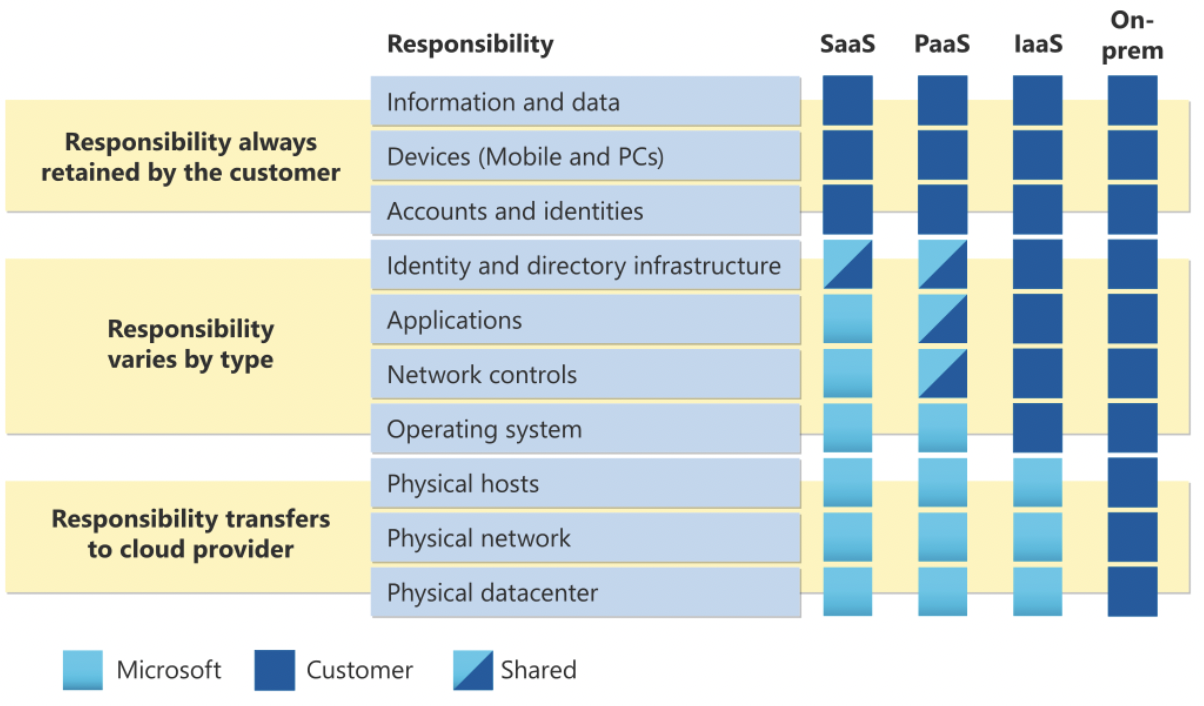 Responsibility SaaS PaaS IaaS On-
prem
Information and data
Responsibility always
retained by the customer
Devices (Mobile and PCs)
Accounts and identities
Identity and directory infrastructure
Responsibility
varies by type
Applications
Network controls
Operating system
Physical hosts
Responsibility transfers
to cloud provider
Physical network
Physical datacenter
Microsoft Customer Shared